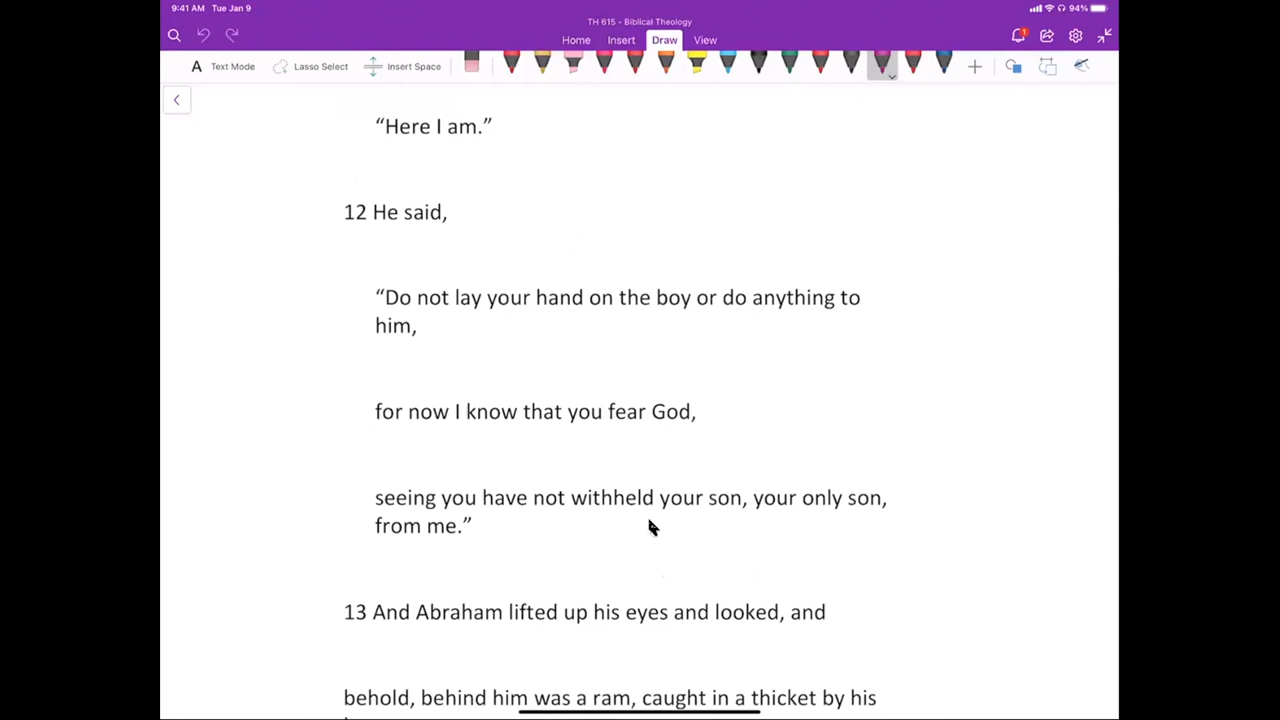 9:41 AM Tue Jan 9
94%
TH 615 - Biblical Theology
Home Insert Draw View
1
A Text Mode Lasso Select Insert Space
“Here I am.”
12 He said,
“Do not lay your hand on the boy or do anything to
him,
for now I know that you fear God,
seeing you have not withheld your son, your only son,
from me.”
13 And Abraham lifted up his eyes and looked, and
behold, behind him was a ram, caught in a thicket by his